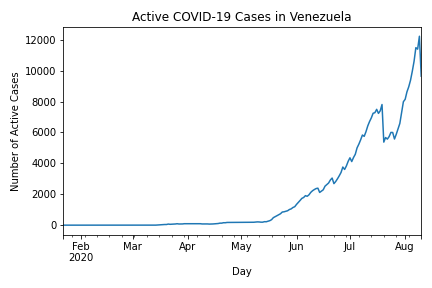 Active COVID-19 Cases in Venezuela
12000
10000
8000
6000
4000
2000
0
Number of Active Cases
Feb Mar Apr May Jun Jul Aug
2020
Day